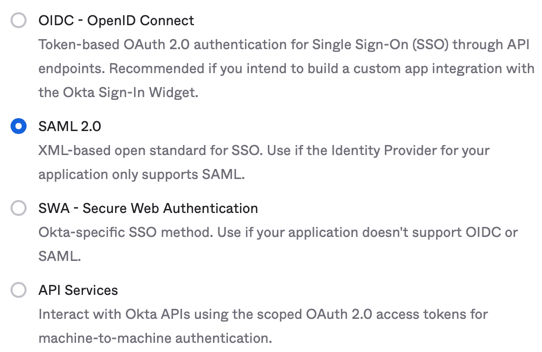 OIDC - OpenID Connect
Token-based OAuth 2.0 authentication for Single Sign-On (SSO) through API
endpoints. Recommended if you intend to build a custom app integration with
the Okta Sign-In Widget.
SAML 2.0
XML-based open standard for SSO. Use if the Identity Provider for your
application only supports SAML.
SWA - Secure Web Authentication
Okta-specific SSO method. Use if your application doesn't support OIDC or
SAML.
API Services
Interact with Okta APIs using the scoped OAuth 2.0 access tokens for
machine-to-machine authentication.